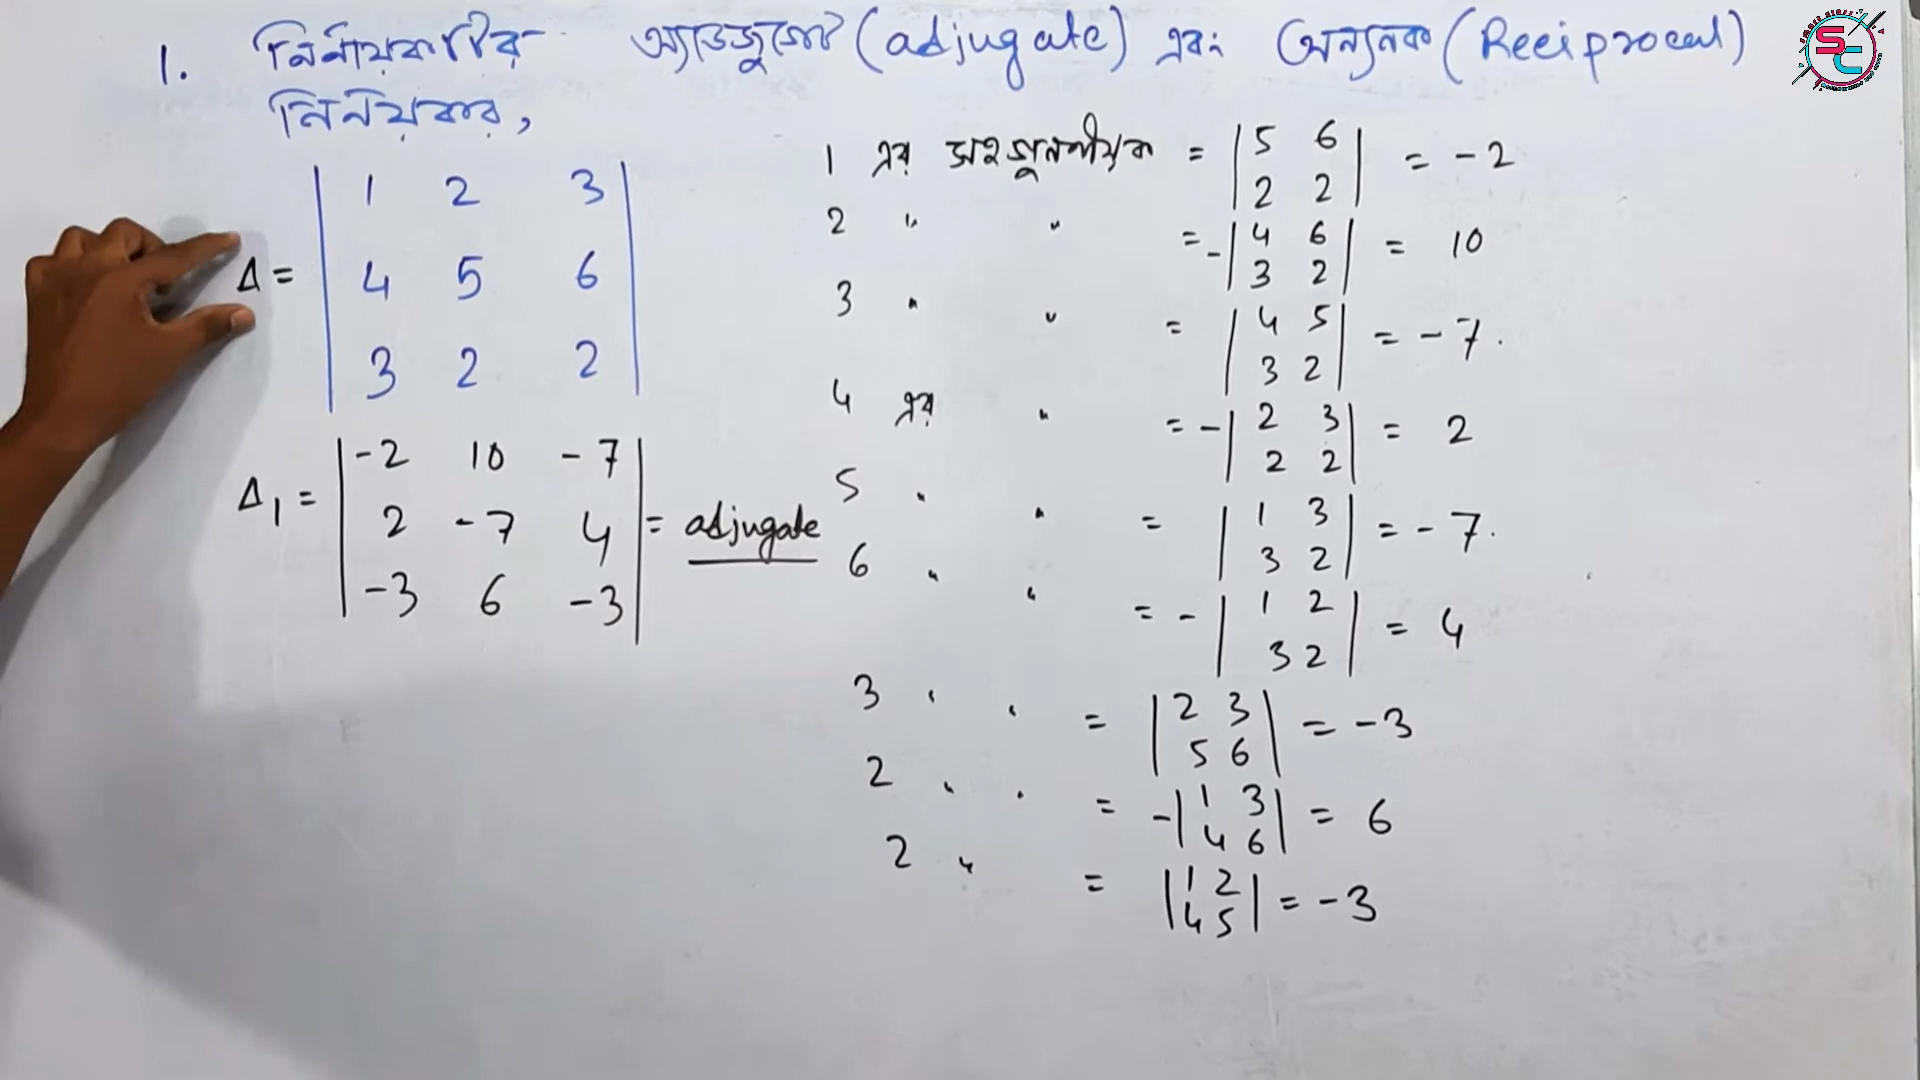 1. নির্ণায়কটির অ্যাডজুগেট (adjugate) এবং অন্যোন্যক (Reciprocal)
নির্ণয় কর,
Δ = | 1 2 3 |
| 4 5 6 |
| 3 2 2 |
Δ₁ = | -2 10 -7 |
| 2 -7 4 | = adjugate
| -3 6 -3 |
1 এর সহগুণনীয়ক = | 5 6 | = -2
| 2 2 |
2 " " = - | 4 6 | = 10
| 3 2 |
3 " " = | 4 5 | = -7.
| 3 2 |
4 এর " = - | 2 3 | = 2
| 2 2 |
5 " " = | 1 3 | = -7.
| 3 2 |
6 " " = - | 1 2 | = 4
| 3 2 |
3 " " = | 2 3 | = -3
| 5 6 |
2 " " = - | 1 3 | = 6
| 4 6 |
2 " = | 1 2 | = -3
| 4 5 |
SC